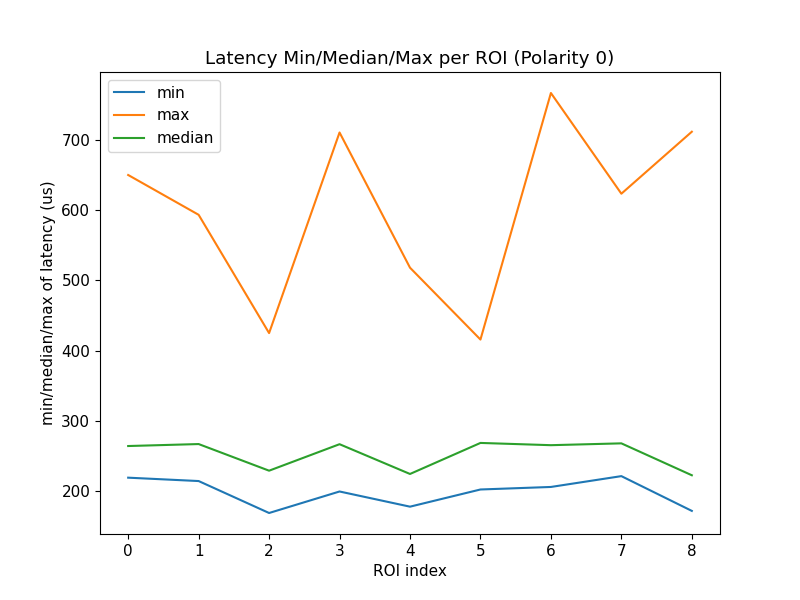 Latency Min/Median/Max per ROI (Polarity 0)
min
max
median
min/median/max of latency (us)
700
600
500
400
300
200
0 1 2 3 4 5 6 7 8
ROI index